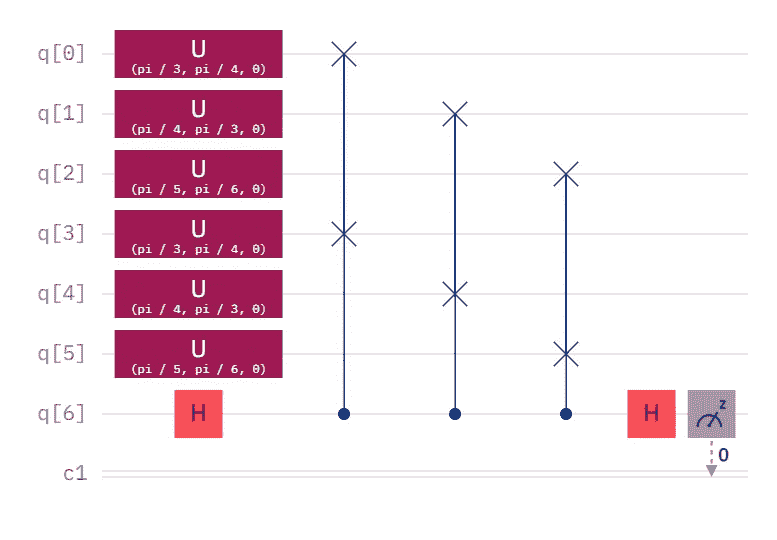 q[0] U
(pi / 3, pi / 4, 0)
q[1] U
(pi / 4, pi / 3, 0)
q[2] U
(pi / 5, pi / 6, 0)
q[3] U
(pi / 3, pi / 4, 0)
q[4] U
(pi / 4, pi / 3, 0)
q[5] U
(pi / 5, pi / 6, 0)
q[6] H H z
0
c1